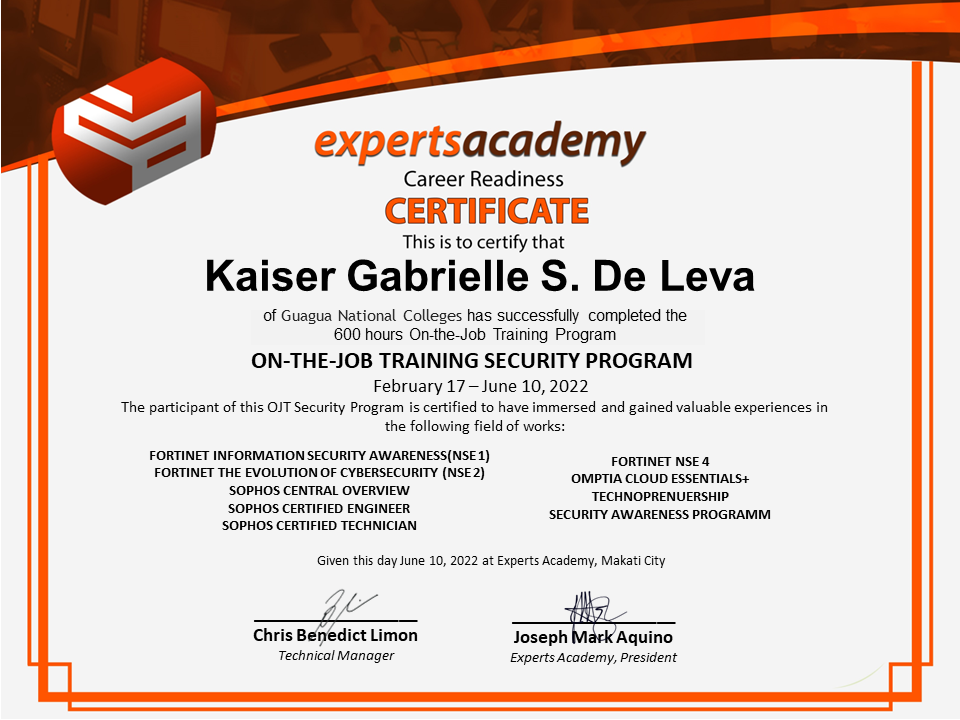 expertsacademy
Career Readiness
CERTIFICATE
This is to certify that
Kaiser Gabrielle S. De Leva
of Guagua National Colleges has successfully completed the
600 hours On-the-Job Training Program
ON-THE-JOB TRAINING SECURITY PROGRAM
February 17 – June 10, 2022
The participant of this OJT Security Program is certified to have immersed and gained valuable experiences in
the following field of works:
FORTINET INFORMATION SECURITY AWARENESS(NSE 1)
FORTINET THE EVOLUTION OF CYBERSECURITY (NSE 2)
SOPHOS CENTRAL OVERVIEW
SOPHOS CERTIFIED ENGINEER
SOPHOS CERTIFIED TECHNICIAN
FORTINET NSE 4
OMPTIA CLOUD ESSENTIALS+
TECHNOPRENUERSHIP
SECURITY AWARENESS PROGRAMM
Given this day June 10, 2022 at Experts Academy, Makati City
Chris Benedict Limon
Technical Manager
Joseph Mark Aquino
Experts Academy, President